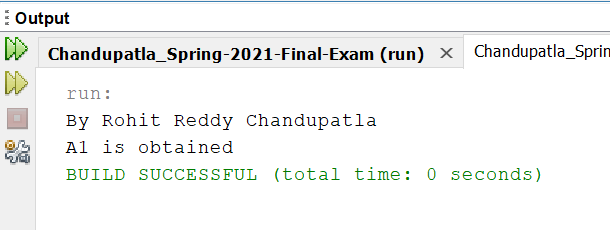 Output
Chandupatla_Spring-2021-Final-Exam (run) ×
Chandupatla_Sprin
run:
By Rohit Reddy Chandupatla
A1 is obtained
BUILD SUCCESSFUL (total time: 0 seconds)